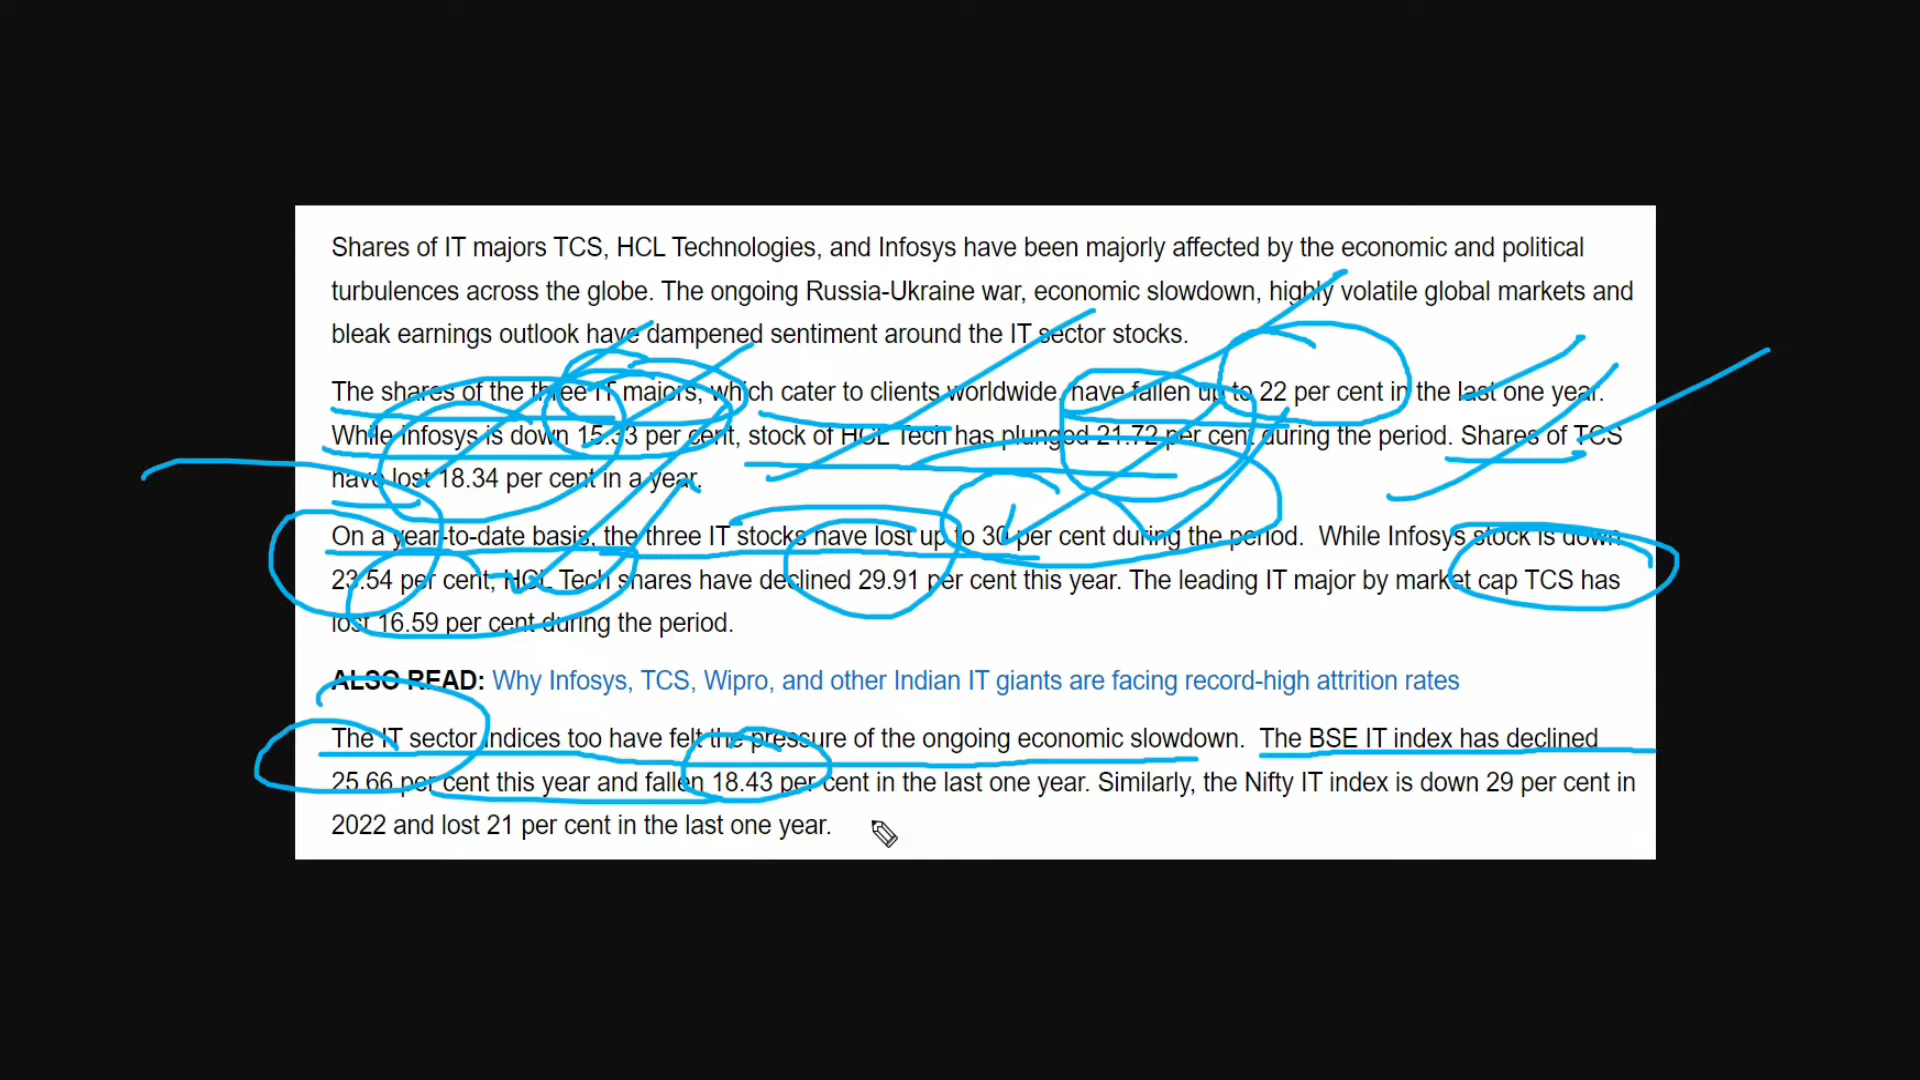 Shares of IT majors TCS, HCL Technologies, and Infosys have been majorly affected by the economic and political
turbulences across the globe. The ongoing Russia-Ukraine war, economic slowdown, highly volatile global markets and
bleak earnings outlook have dampened sentiment around the IT sector stocks.
The shares of the three IT majors, which cater to clients worldwide, have fallen up to 22 per cent in the last one year.
While Infosys is down 15.33 per cent, stock of HCL Tech has plunged 21.72 per cent during the period. Shares of TCS
have lost 18.34 per cent in a year.
On a year-to-date basis, the three IT stocks have lost up to 30 per cent during the period. While Infosys stock is down
23.54 per cent, HCL Tech shares have declined 29.91 per cent this year. The leading IT major by market cap TCS has
lost 16.59 per cent during the period.
ALSO READ: Why Infosys, TCS, Wipro, and other Indian IT giants are facing record-high attrition rates
The IT sector indices too have felt the pressure of the ongoing economic slowdown. The BSE IT index has declined
25.66 per cent this year and fallen 18.43 per cent in the last one year. Similarly, the Nifty IT index is down 29 per cent in
2022 and lost 21 per cent in the last one year.